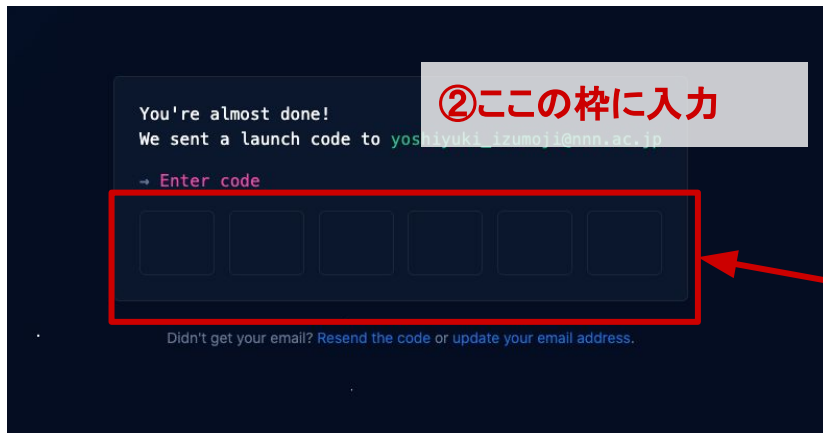 ②ここの枠に入力
You're almost done!
We sent a launch code to yoshiyuki_izumoji@nnn.ac.jp
→ Enter code
Didn't get your email? Resend the code or update your email address.